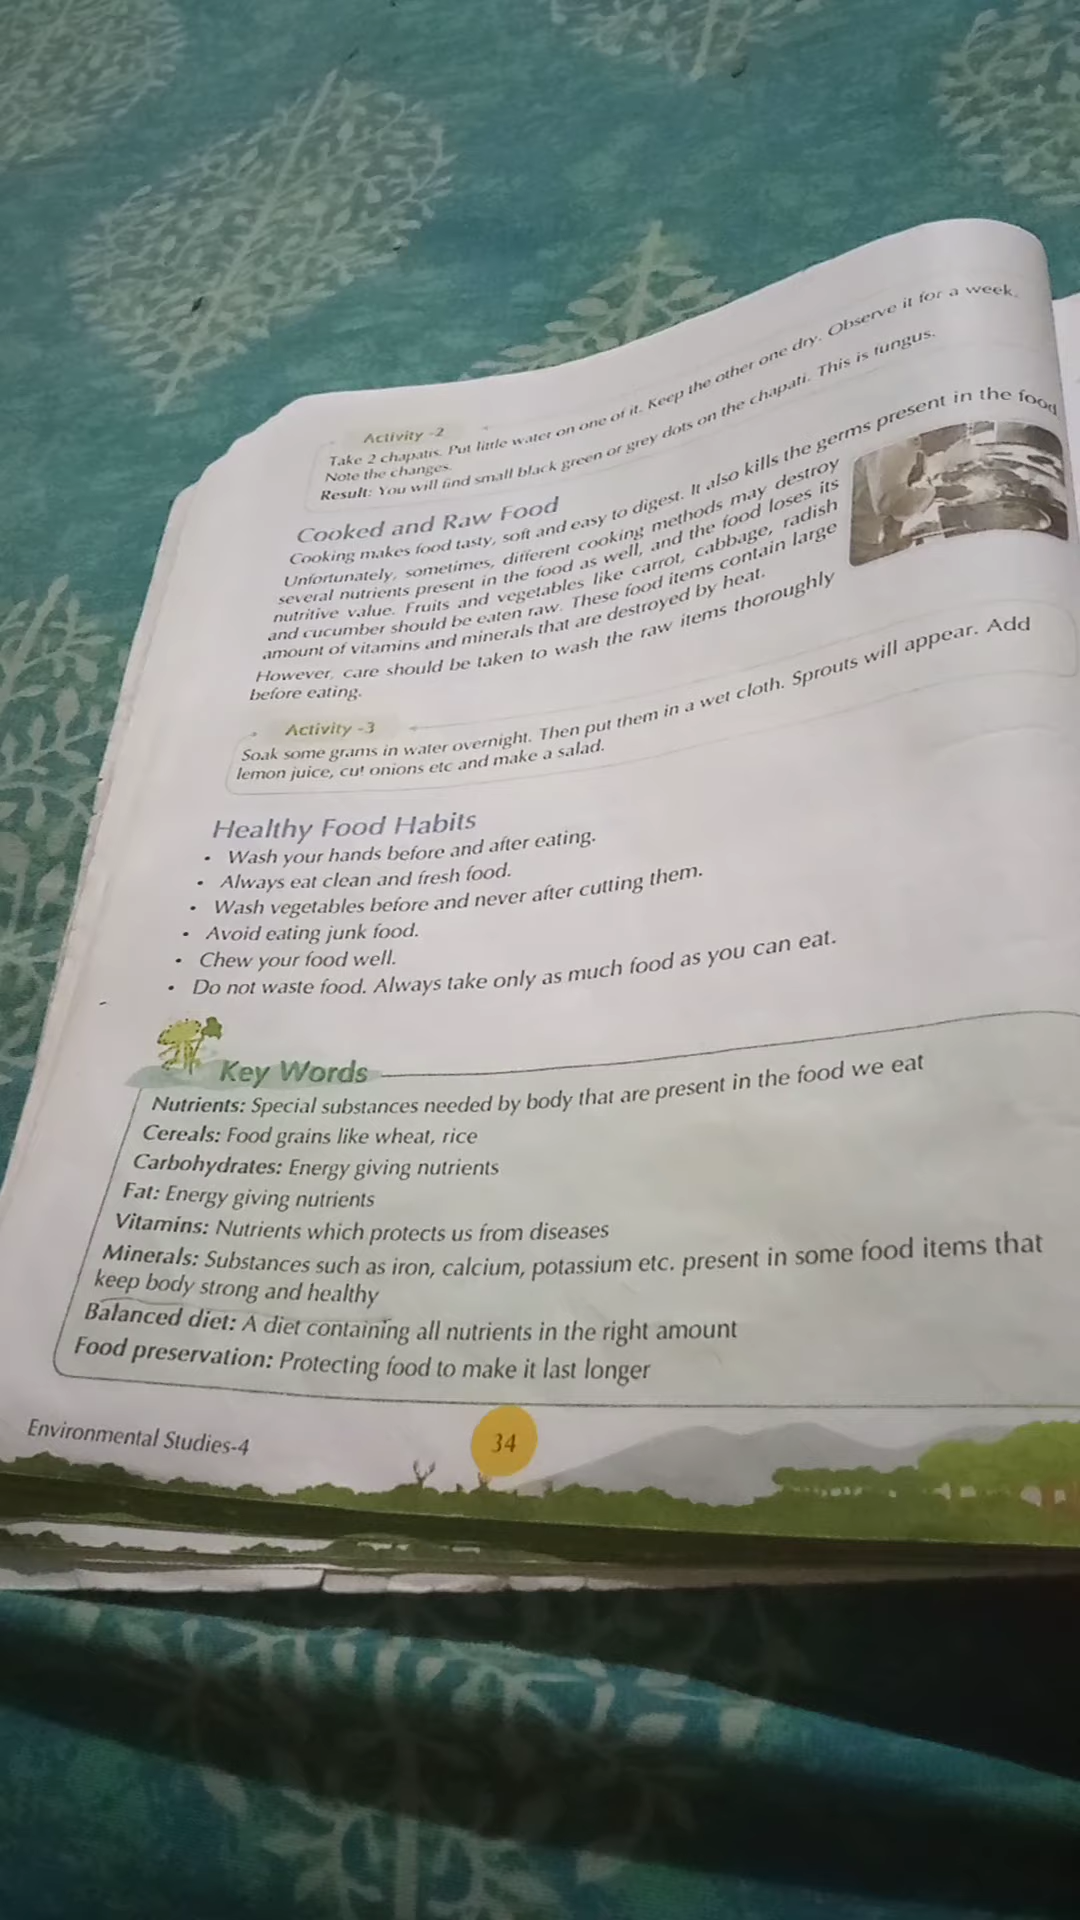 Activity -2
Take 2 chapatis. Put little water on one of it. Keep the other one dry. Observe it for a week.
Note the changes.
Result: You will find small black green or grey dots on the chapati. This is fungus.
Cooked and Raw Food
Cooking makes food tasty, soft and easy to digest. It also kills the germs present in the food
Unfortunately, sometimes, different cooking methods may destroy
several nutrients present in the food as well, and the food loses its
nutritive value. Fruits and vegetables like carrot, cabbage, radish
and cucumber should be eaten raw. These food items contain large
amount of vitamins and minerals that are destroyed by heat.
However, care should be taken to wash the raw items thoroughly
before eating.
Activity -3
Soak some grams in water overnight. Then put them in a wet cloth. Sprouts will appear. Add
lemon juice, cut onions etc and make a salad.
Healthy Food Habits
• Wash your hands before and after eating.
• Always eat clean and fresh food.
• Wash vegetables before and never after cutting them.
• Avoid eating junk food.
• Chew your food well.
• Do not waste food. Always take only as much food as you can eat.
Key Words
Nutrients: Special substances needed by body that are present in the food we eat
Cereals: Food grains like wheat, rice
Carbohydrates: Energy giving nutrients
Fat: Energy giving nutrients
Vitamins: Nutrients which protects us from diseases
Minerals: Substances such as iron, calcium, potassium etc. present in some food items that
keep body strong and healthy
Balanced diet: A diet containing all nutrients in the right amount
Food preservation: Protecting food to make it last longer
Environmental Studies-4
34